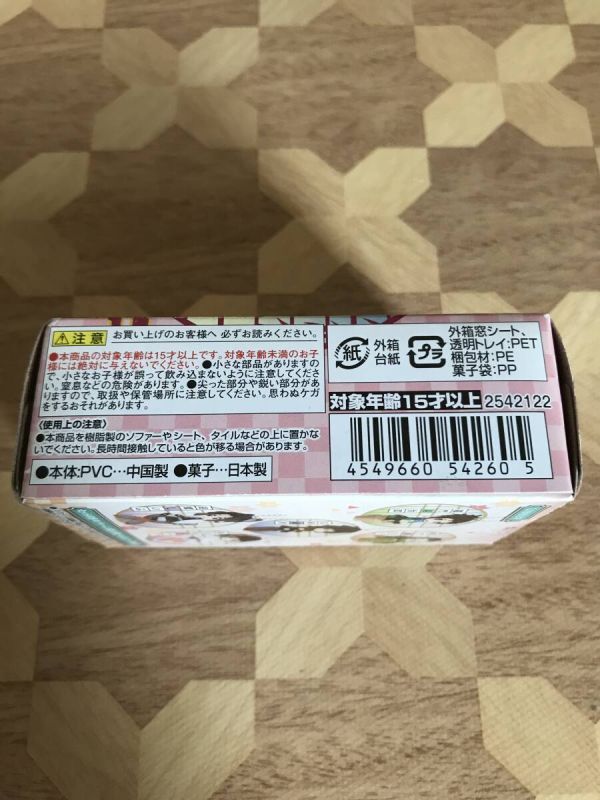 注意
お買い上げのお客様へ 必ずお読みください。
●本商品の対象年齢は15才以上です。対象年齢未満のお子
様には絶対に与えないでください。●小さな部品がありますの
で、小さなお子様が誤って飲み込まないように注意してくださ
い。窒息などの危険があります。●尖った部分や鋭い部分があ
りますので、取扱や保管場所に注意してください。思わぬケガ
をするおそれがあります。
〈使用上の注意〉
●本商品を樹脂製のソファーやシート、タイルなどの上に置かな
いでください。長時間接触していると色が移る場合があります。
●本体:PVC…中国製 ●菓子…日本製
紙
外箱
台紙
プラ
外箱窓シート、
透明トレイ:PET
梱包材:PE
菓子袋:PP
対象年齢15才以上 2542122
4549660 54260 5